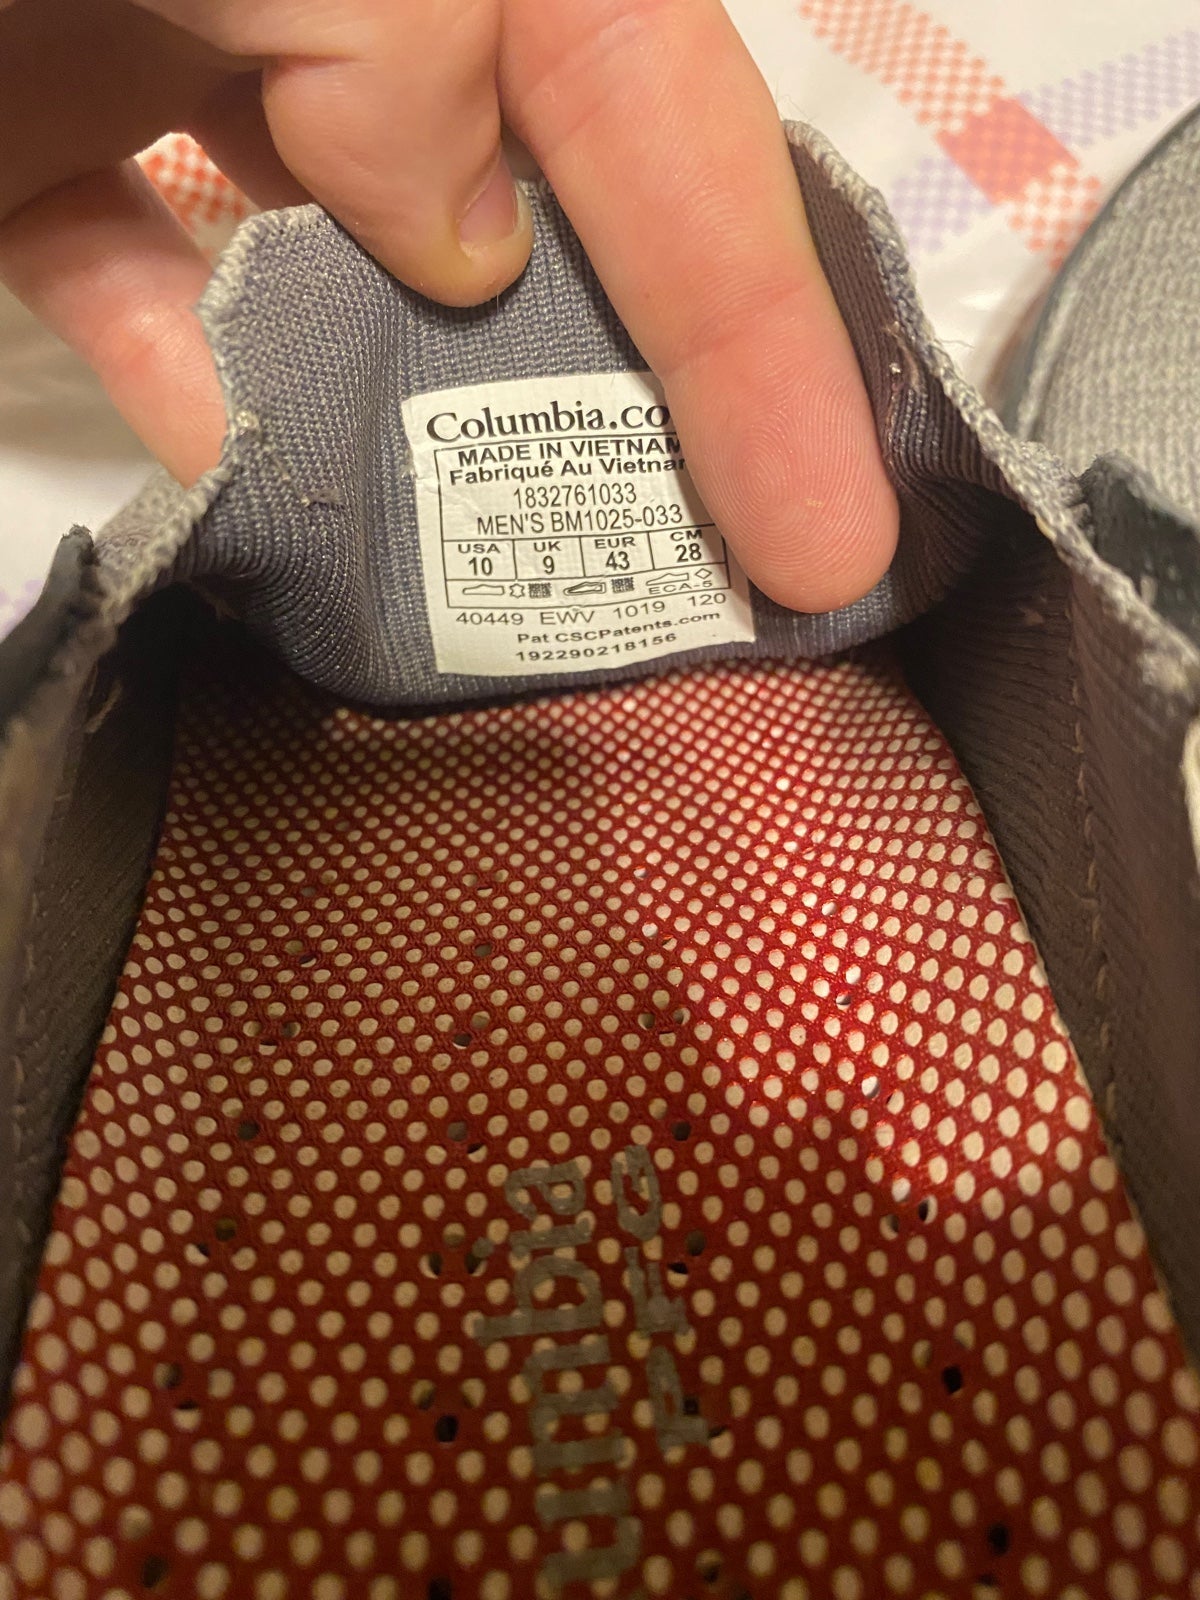 Columbia.co
MADE IN VIETNAM
Fabriqué Au Vietnam
1832761033
MEN'S BM1025-033
USA UK EUR CM
10 9 43 28
ECA-5
40449 EWV 1019 120
Pat CSCPatents.com
192290218156